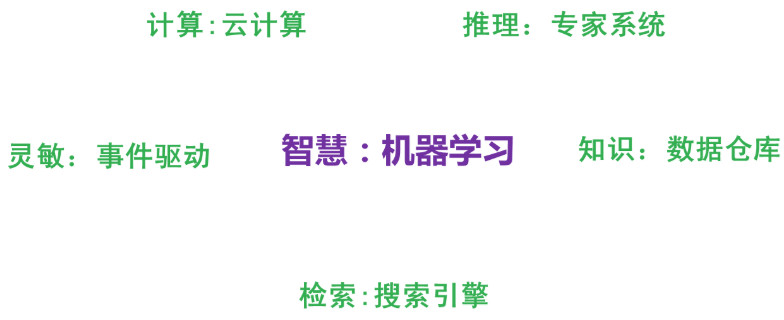 计算:云计算
推理：专家系统
灵敏：事件驱动
智慧：机器学习
知识：数据仓库
检索:搜索引擎